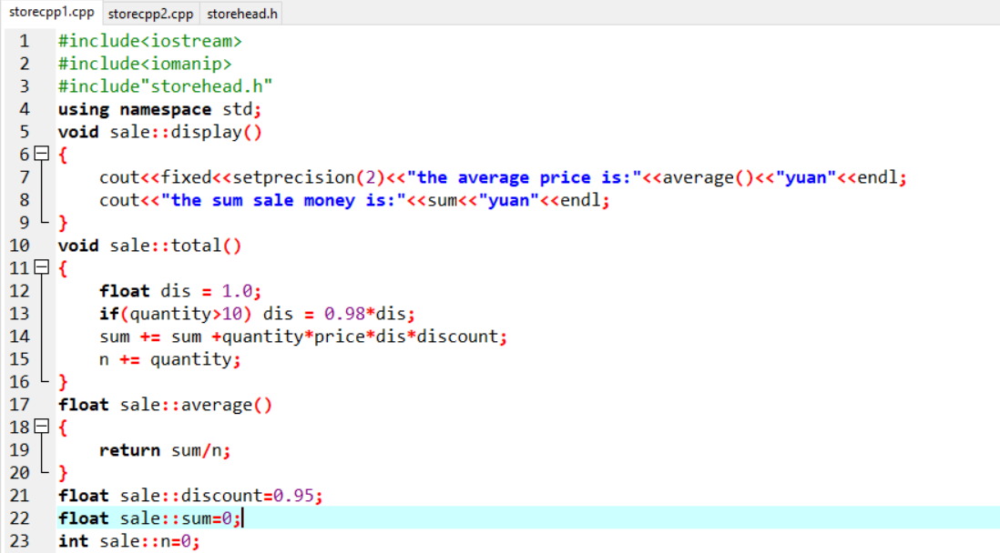 storecpp1.cpp storecpp2.cpp storehead.h
1 #include<iostream>
2 #include<iomanip>
3 #include"storehead.h"
4 using namespace std;
5 void sale::display()
6 {
7 cout<<fixed<<setprecision(2)<<"the average price is:"<<average()<<"yuan"<<endl;
8 cout<<"the sum sale money is:"<<sum<<"yuan"<<endl;
9 }
10 void sale::total()
11 {
12 float dis = 1.0;
13 if(quantity>10) dis = 0.98*dis;
14 sum += sum +quantity*price*dis*discount;
15 n += quantity;
16 }
17 float sale::average()
18 {
19 return sum/n;
20 }
21 float sale::discount=0.95;
22 float sale::sum=0;
23 int sale::n=0;